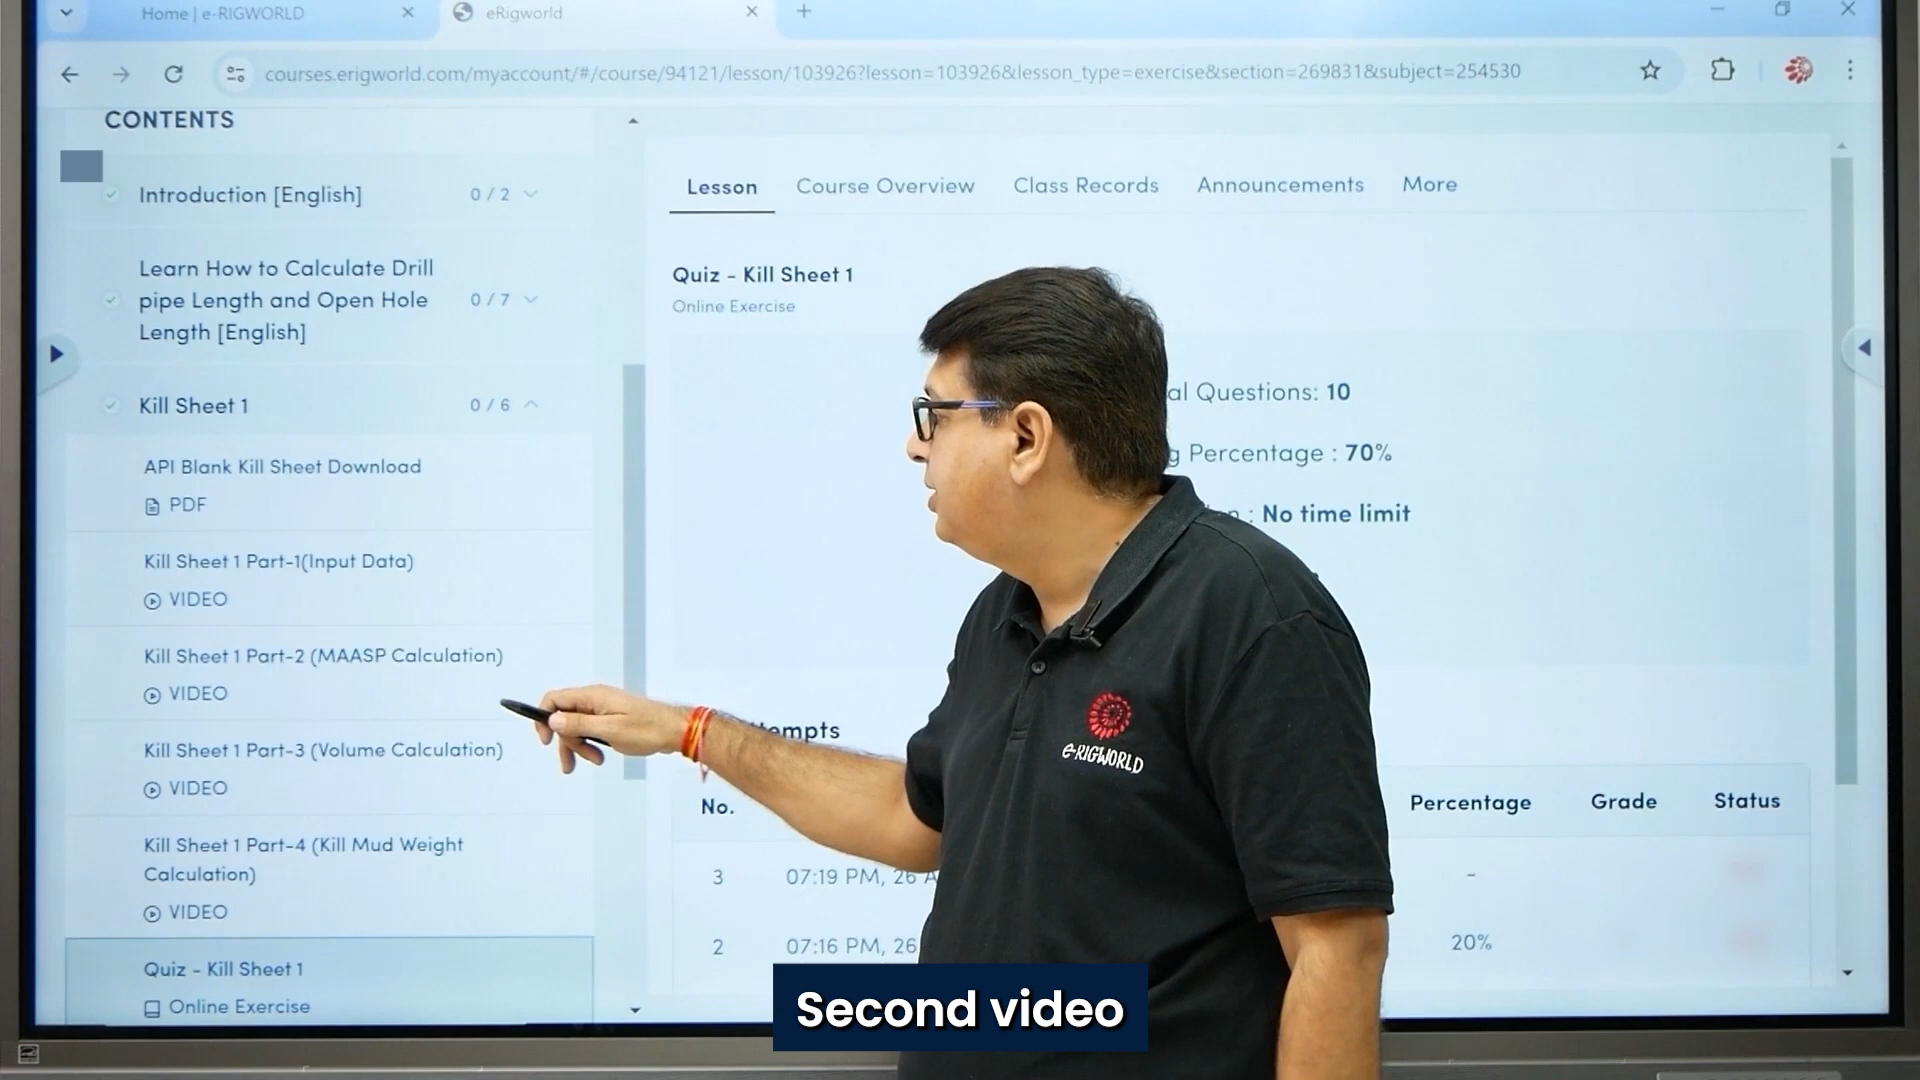 Home | e-RIGWORLD
eRigworld
courses.erigworld.com/myaccount/#/course/94121/lesson/103926?lesson=103926&lesson_type=exercise&section=269831&subject=254530
CONTENTS
Introduction [English]
0 / 2
Learn How to Calculate Drill
pipe Length and Open Hole
Length [English]
0 / 7
Kill Sheet 1
0 / 6
API Blank Kill Sheet Download
PDF
Kill Sheet 1 Part-1(Input Data)
VIDEO
Kill Sheet 1 Part-2 (MAASP Calculation)
VIDEO
Kill Sheet 1 Part-3 (Volume Calculation)
VIDEO
Kill Sheet 1 Part-4 (Kill Mud Weight
Calculation)
VIDEO
Quiz - Kill Sheet 1
Online Exercise
Lesson Course Overview Class Records Announcements More
Quiz - Kill Sheet 1
Online Exercise
Questions: 10
Percentage : 70%
: No time limit
No. Percentage Grade Status
3 07:19 PM, 26 -
2 07:16 PM, 26 20%
e-RIGWORLD
Second video